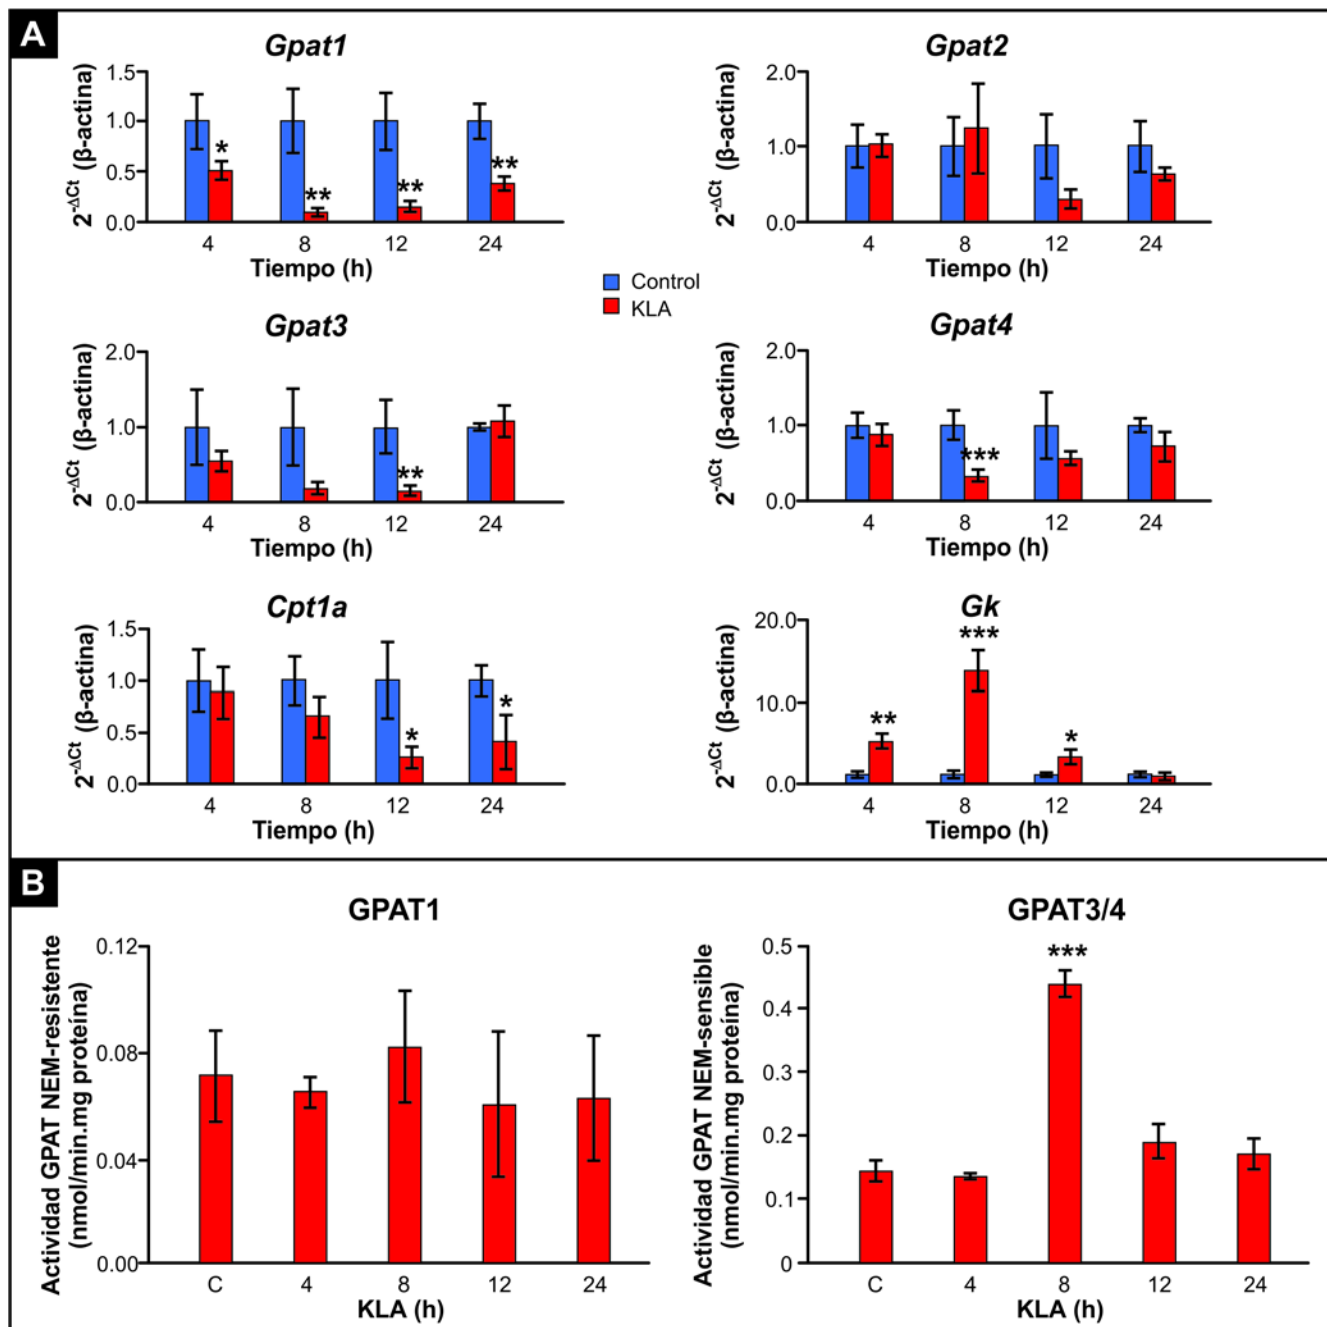 A
Gpat1
2^-ΔCt (β-actina)
1.5
1.0
0.5
0.0
*
**
**
**
4 8 12 24
Tiempo (h)
Gpat2
2^-ΔCt (β-actina)
2.0
1.0
0.0
4 8 12 24
Tiempo (h)
Control
KLA
Gpat3
2^-ΔCt (β-actina)
2.0
1.0
0.0
**
4 8 12 24
Tiempo (h)
Gpat4
2^-ΔCt (β-actina)
2.0
1.0
0.0
***
4 8 12 24
Tiempo (h)
Cpt1a
2^-ΔCt (β-actina)
1.5
1.0
0.5
0.0
*
*
4 8 12 24
Tiempo (h)
Gk
2^-ΔCt (β-actina)
20.0
10.0
0.0
**
***
*
4 8 12 24
Tiempo (h)
B
GPAT1
Actividad GPAT NEM-resistente
(nmol/min.mg proteína)
0.12
0.08
0.04
0.00
C 4 8 12 24
KLA (h)
GPAT3/4
Actividad GPAT NEM-sensible
(nmol/min.mg proteína)
0.5
0.4
0.3
0.2
0.1
0
***
C 4 8 12 24
KLA (h)